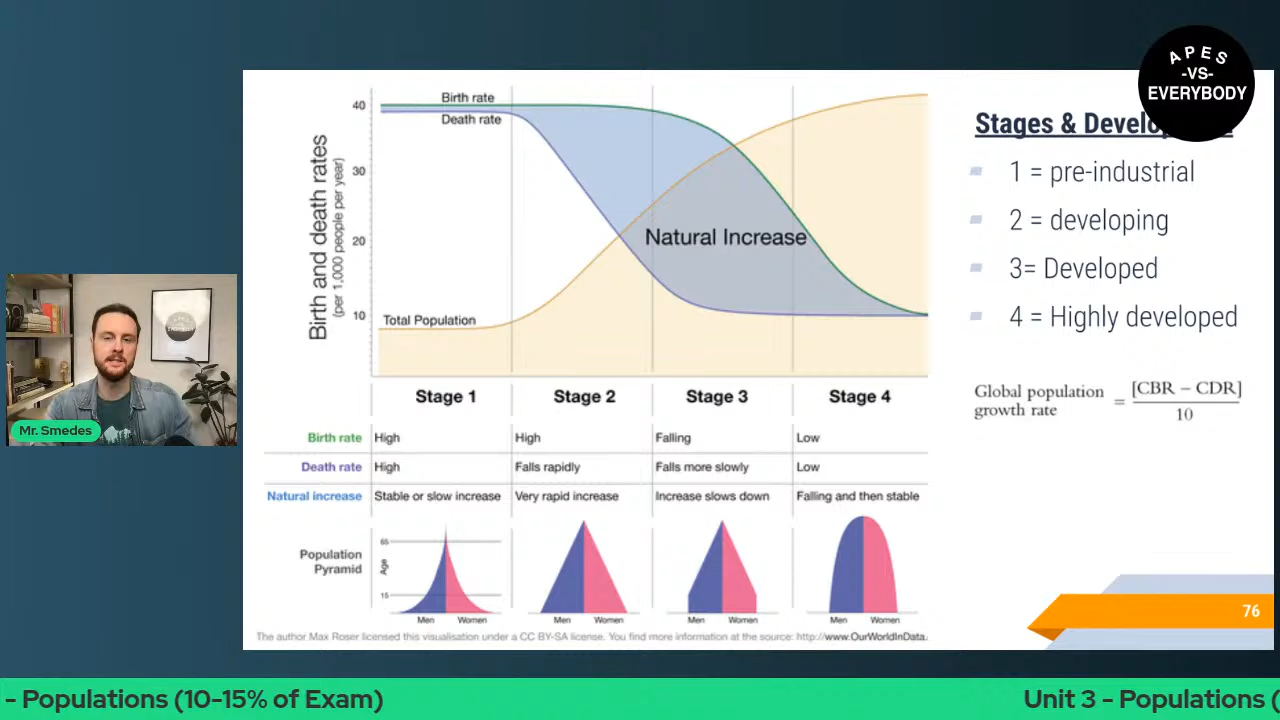 APES
-VS-
EVERYBODY
Birth rate
Death rate
Total Population
Natural Increase
Birth and death rates
(per 1,000 people per year)
40
30
20
10
Stage 1 Stage 2 Stage 3 Stage 4
Birth rate High High Falling Low
Death rate High Falls rapidly Falls more slowly Low
Natural increase Stable or slow increase Very rapid increase Increase slows down Falling and then stable
Population
Pyramid
65
Age
15
Men Women Men Women Men Women Men Women
The author Max Roser licensed this visualisation under a CC BY-SA license. You find more information at the source: http://www.OurWorldInData.
Stages &
1 = pre-industrial
2 = developing
3= Developed
4 = Highly developed
Global population
growth rate
= [CBR − CDR]
10
76
Mr. Smedes
- Populations (10-15% of Exam) Unit 3 - Populations (